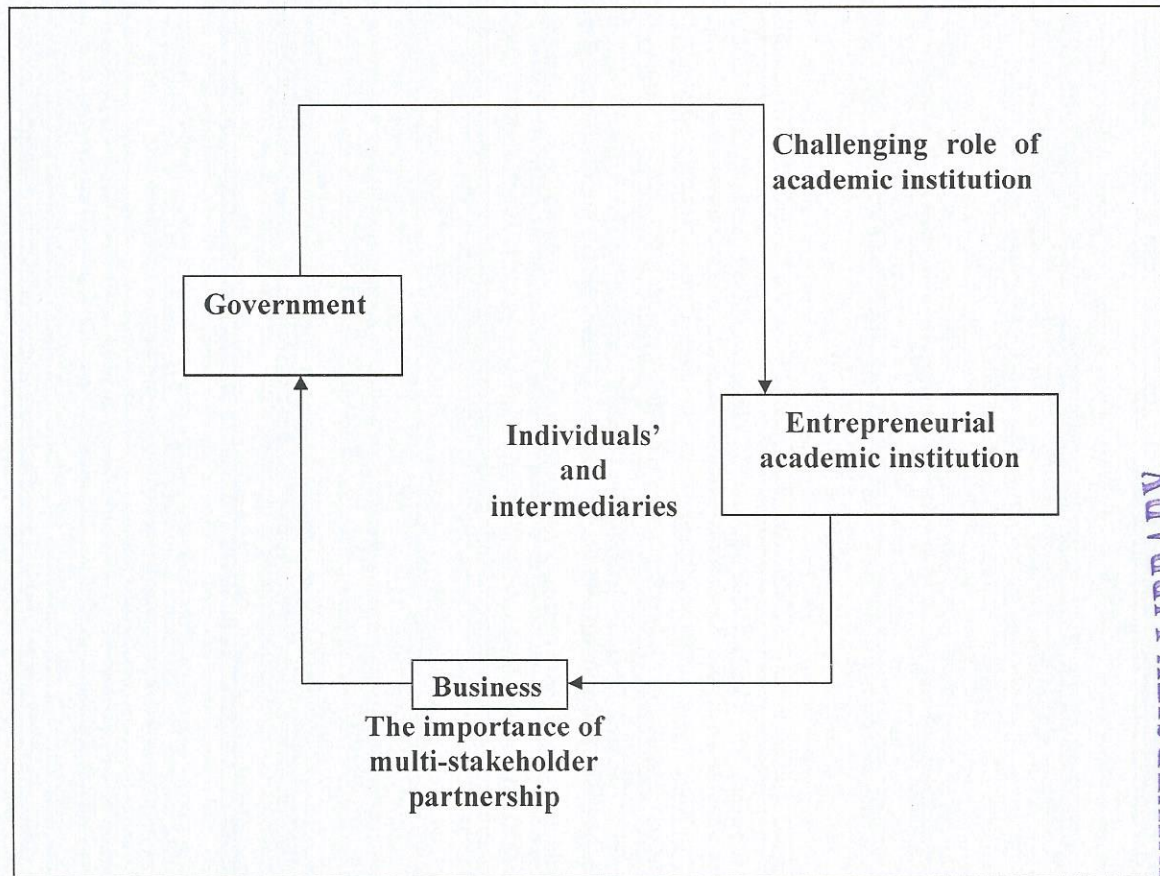 Challenging role of
academic institution
Government
Entrepreneurial
academic institution
Individuals’
and
intermediaries
Business
The importance of
multi-stakeholder
partnership
LIBRARY